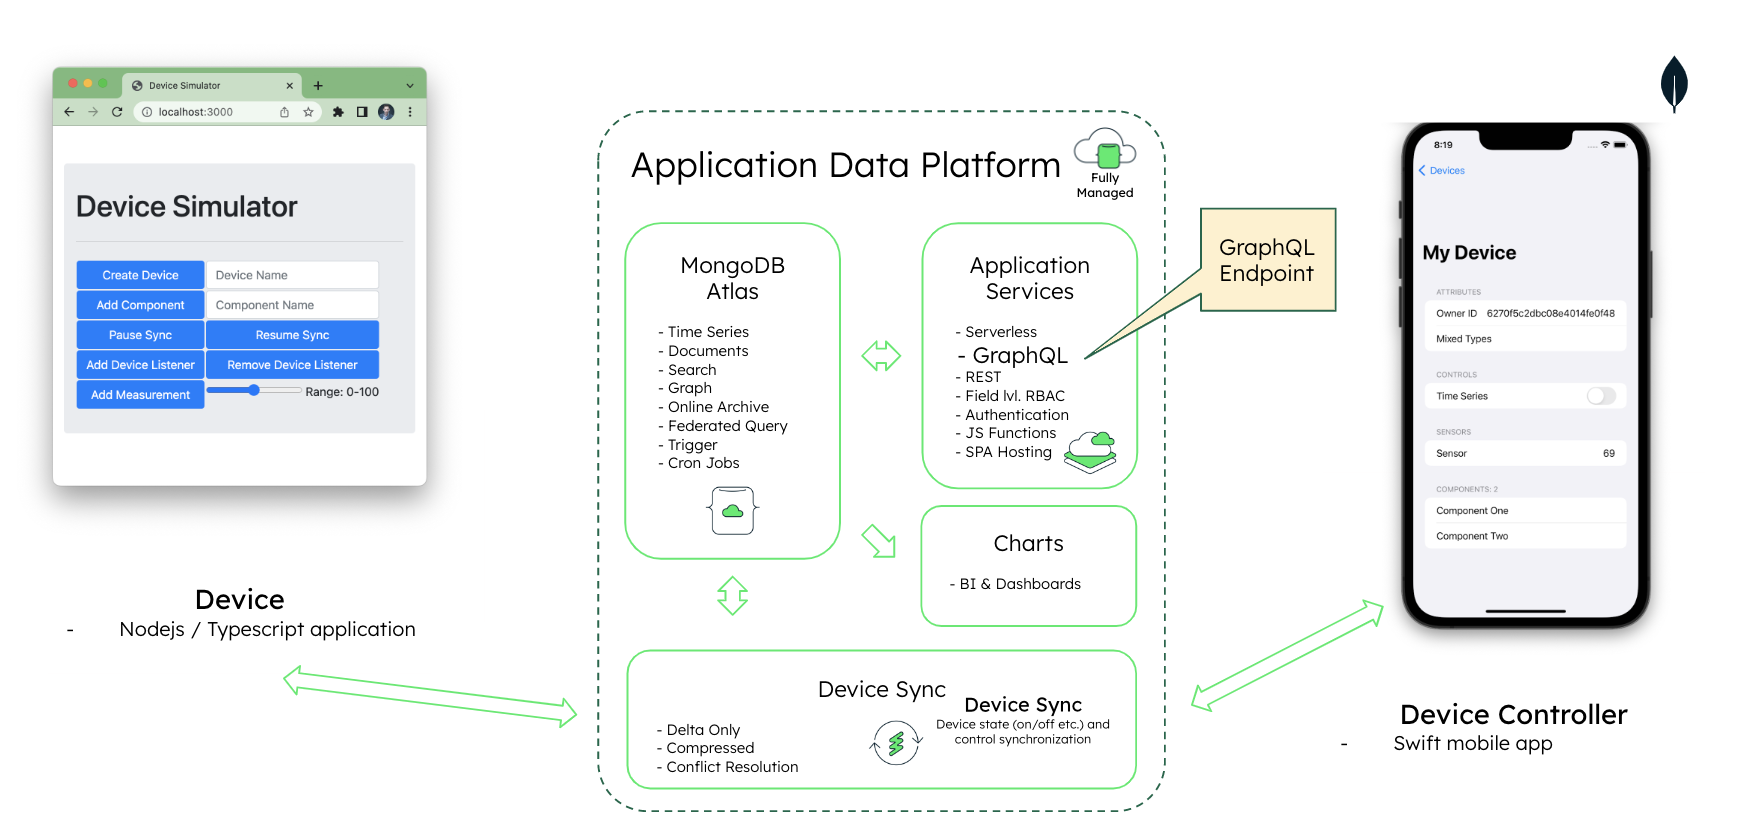 Device Simulator
localhost:3000
Device Simulator
Create Device
Device Name
Add Component
Component Name
Pause Sync
Resume Sync
Add Device Listener
Remove Device Listener
Add Measurement
Range: 0-100
Device
- Nodejs / Typescript application
Application Data Platform
Fully
Managed
MongoDB
Atlas
- Time Series
- Documents
- Search
- Graph
- Online Archive
- Federated Query
- Trigger
- Cron Jobs
Application
Services
- Serverless
- GraphQL
- REST
- Field lvl. RBAC
- Authentication
- JS Functions
- SPA Hosting
GraphQL
Endpoint
Charts
- BI & Dashboards
Device Sync
- Delta Only
- Compressed
- Conflict Resolution
Device Sync
Device state (on/off etc.) and
control synchronization
8:19
Devices
My Device
ATTRIBUTES
Owner ID 6270f5c2dbc08e4014fe0f48
Mixed Types
CONTROLS
Time Series
SENSORS
Sensor 69
COMPONENTS: 2
Component One
Component Two
Device Controller
- Swift mobile app